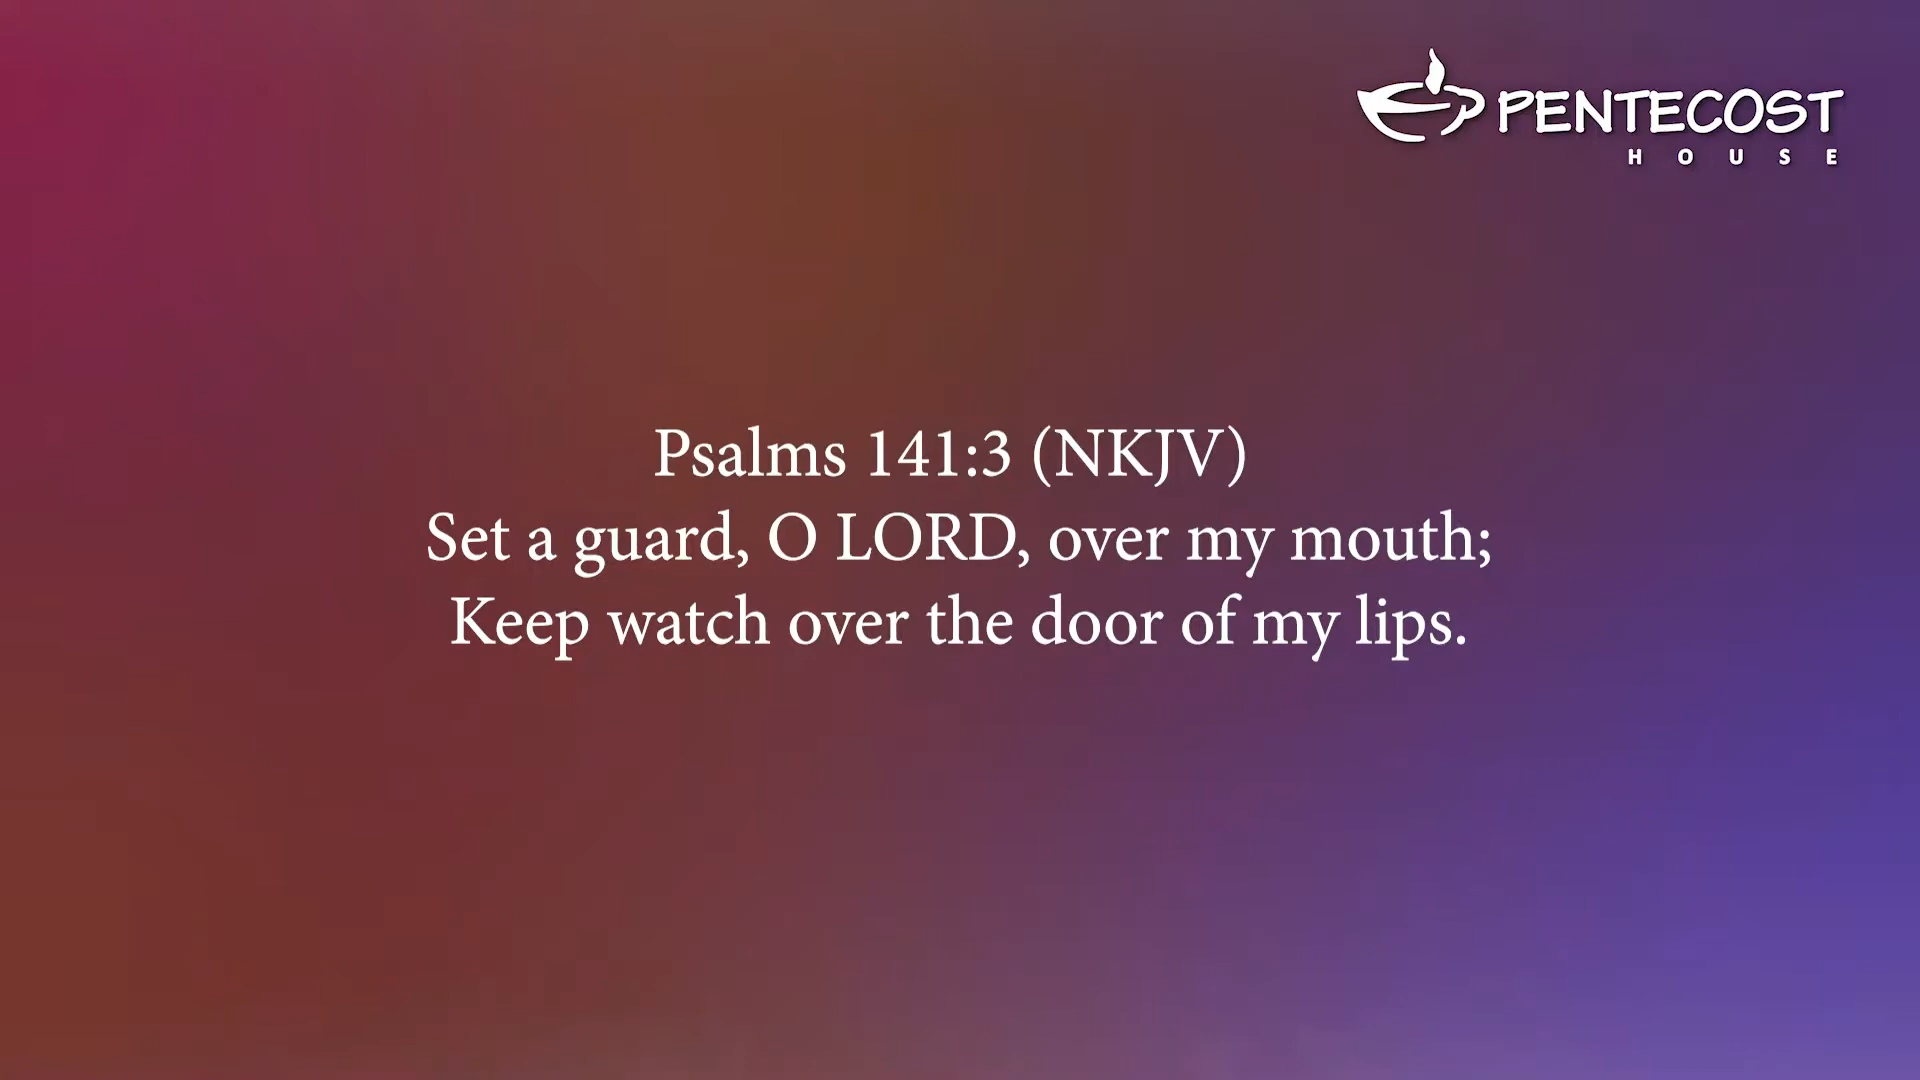 PENTECOST
HOUSE
Psalms 141:3 (NKJV)
Set a guard, O LORD, over my mouth;
Keep watch over the door of my lips.